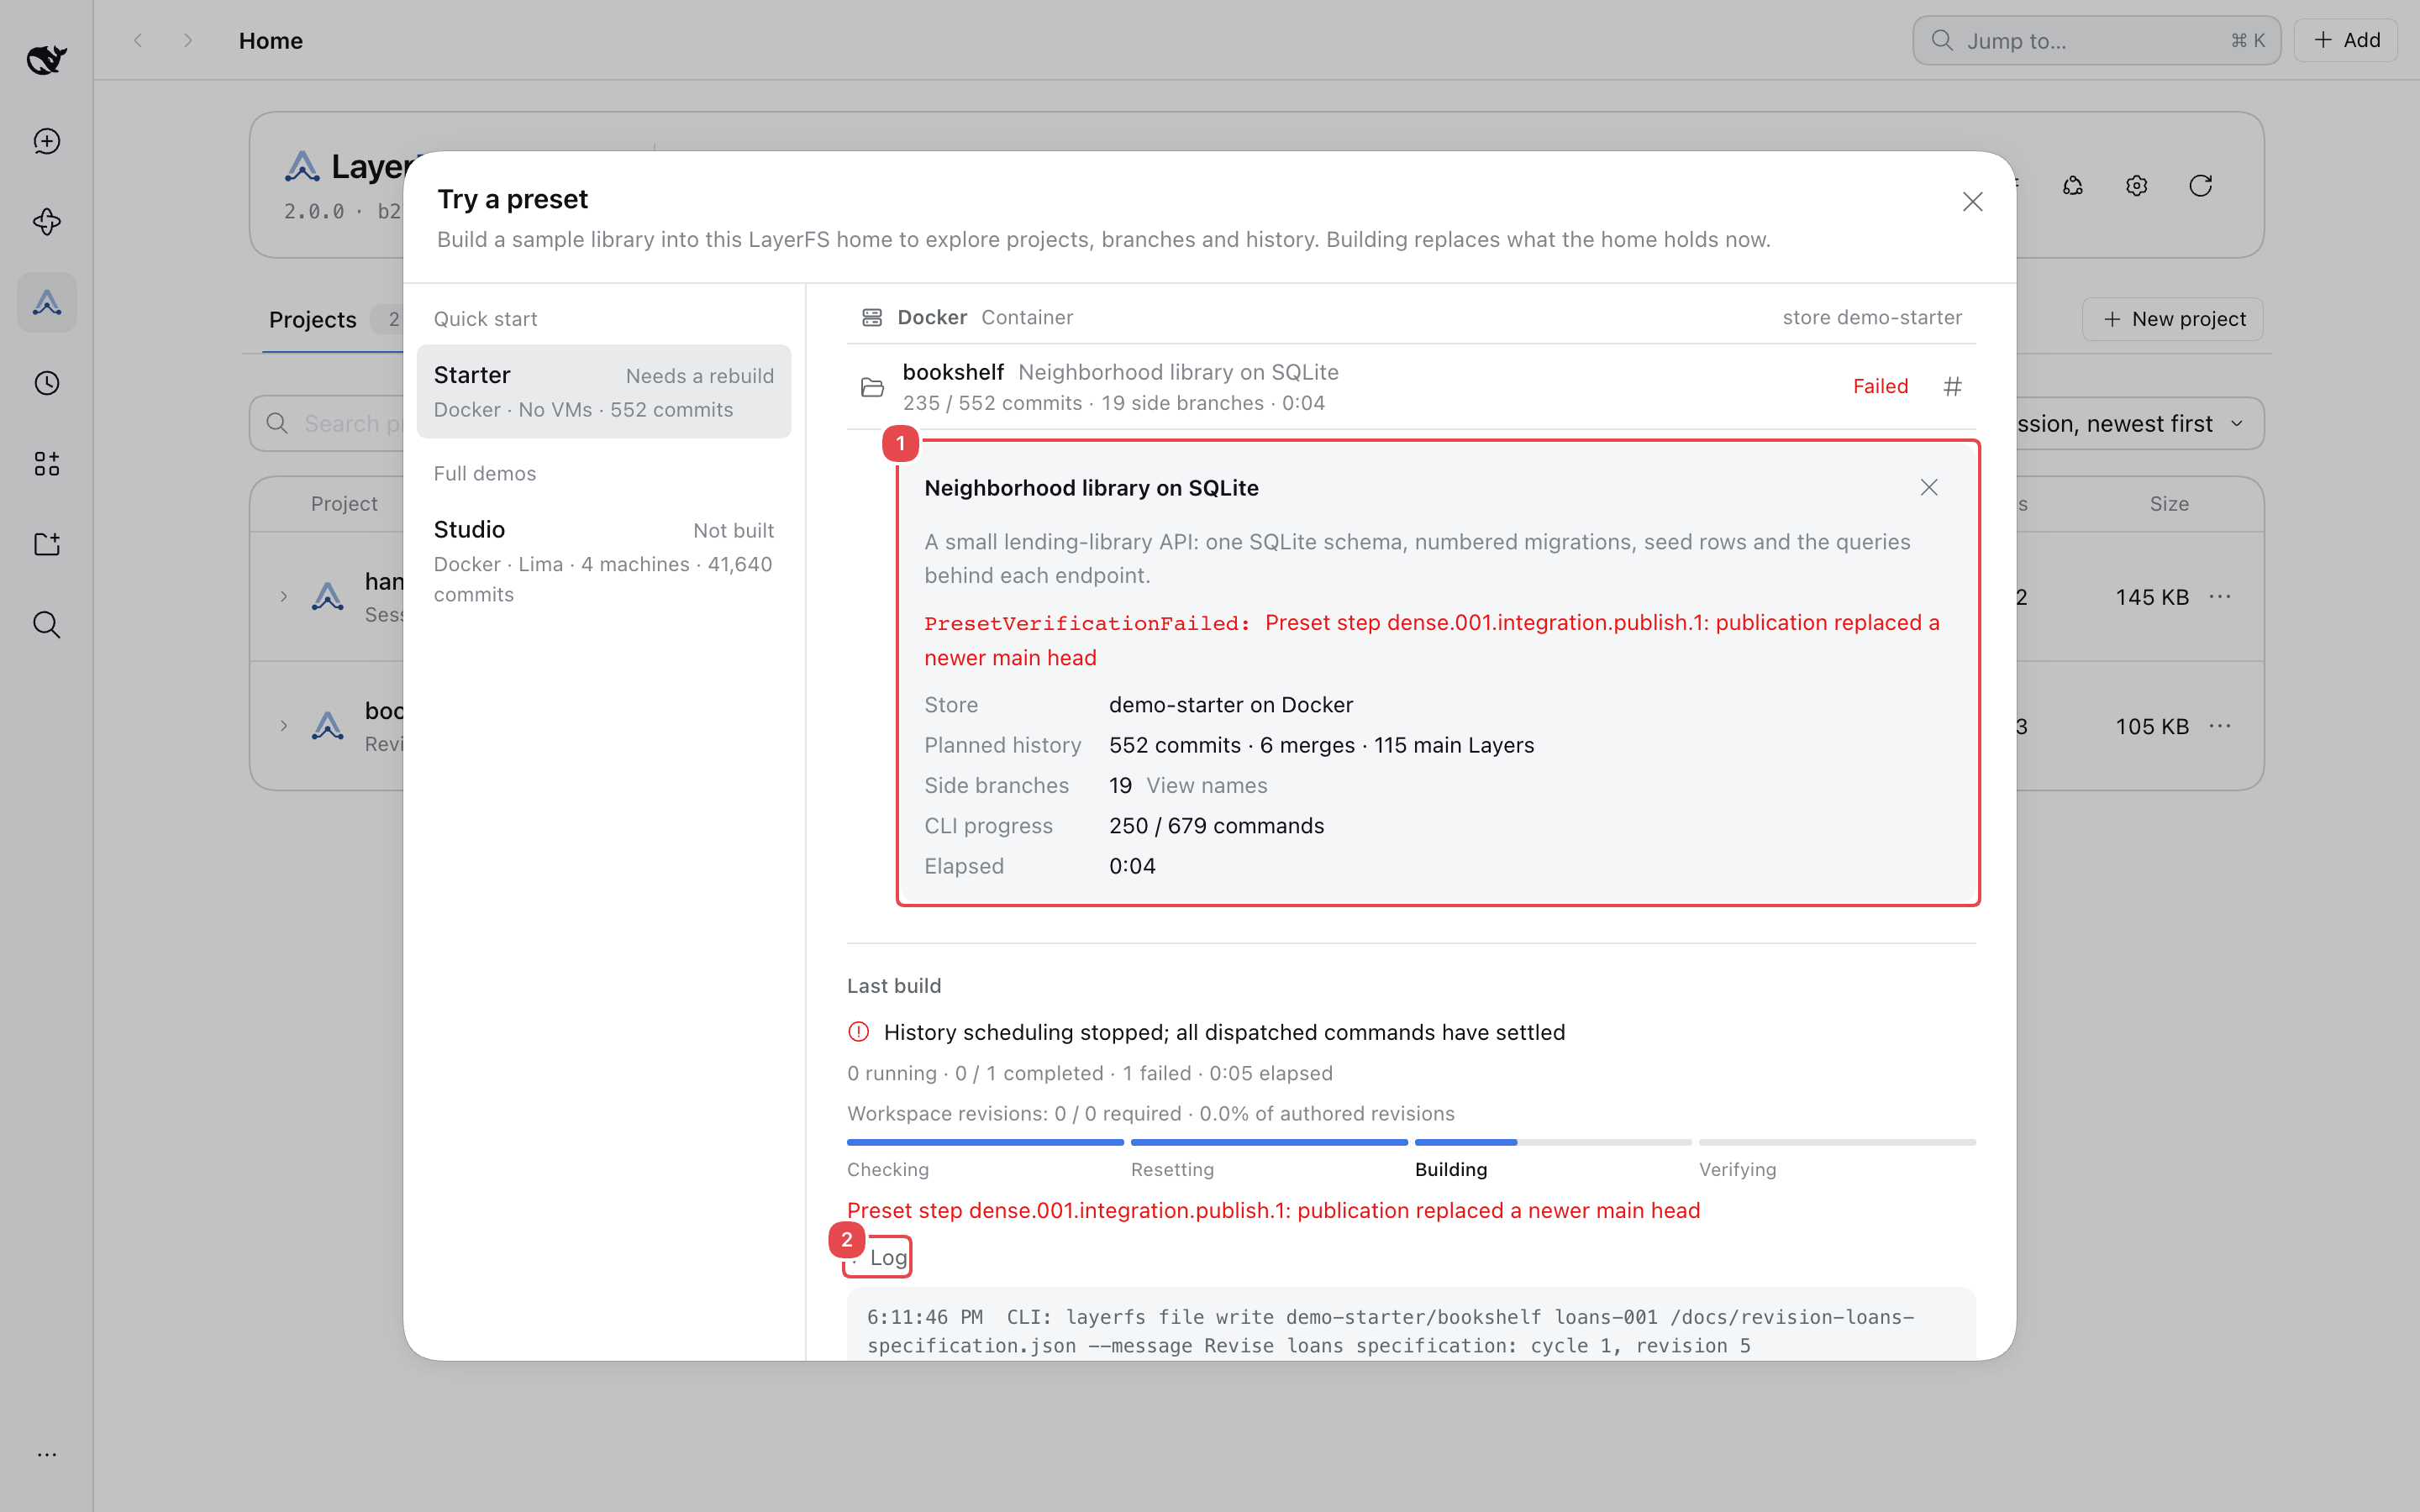 Home
Jump to...
⌘ K
Add
Layer
2.0.0 · b2
Projects 2
New project
Search p
ssion, newest first
Project
s
Size
han
Sess
2
145 KB
boo
Revi
3
105 KB
Try a preset
Build a sample library into this LayerFS home to explore projects, branches and history. Building replaces what the home holds now.
Quick start
Starter
Needs a rebuild
Docker · No VMs · 552 commits
Full demos
Studio
Not built
Docker · Lima · 4 machines · 41,640
commits
Docker Container
store demo-starter
bookshelf Neighborhood library on SQLite
235 / 552 commits · 19 side branches · 0:04
Failed
#
1
Neighborhood library on SQLite
A small lending-library API: one SQLite schema, numbered migrations, seed rows and the queries
behind each endpoint.
PresetVerificationFailed: Preset step dense.001.integration.publish.1: publication replaced a
newer main head
Store demo-starter on Docker
Planned history 552 commits · 6 merges · 115 main Layers
Side branches 19 View names
CLI progress 250 / 679 commands
Elapsed 0:04
Last build
History scheduling stopped; all dispatched commands have settled
0 running · 0 / 1 completed · 1 failed · 0:05 elapsed
Workspace revisions: 0 / 0 required · 0.0% of authored revisions
Checking Resetting Building Verifying
Preset step dense.001.integration.publish.1: publication replaced a newer main head
2
Log
6:11:46 PM CLI: layerfs file write demo-starter/bookshelf loans-001 /docs/revision-loans-
specification.json --message Revise loans specification: cycle 1, revision 5